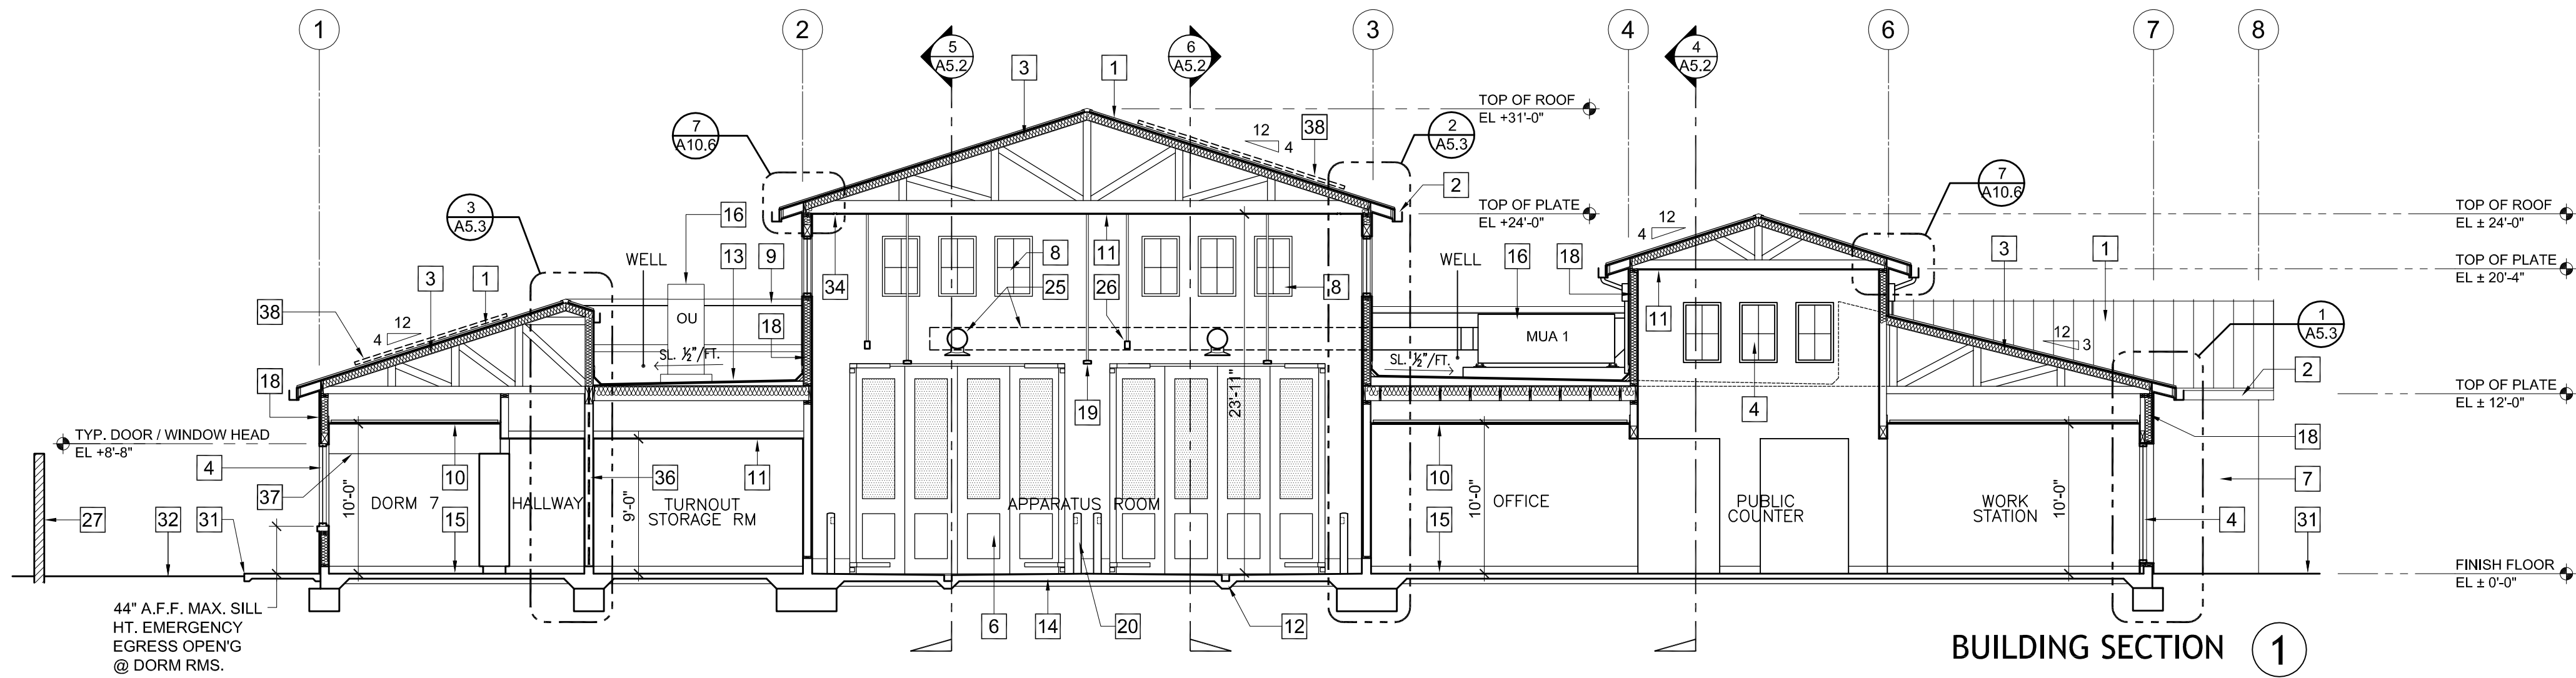 1
2
3
4
6
7
8
5
A5.2
6
A5.2
4
A5.2
3
1
TOP OF ROOF
EL +31'-0"
7
A10.6
12
4
38
2
A5.3
7
A10.6
2
3
A5.3
16
TOP OF PLATE
EL +24'-0"
12
4
TOP OF ROOF
EL ± 24'-0"
WELL
13
9
8
34
25
11
26
8
WELL
16
18
11
3
1
TOP OF PLATE
EL ± 20'-4"
3
1
38
12
4
OU
18
SL. ½"/FT.
MUA 1
SL. ½"/FT.
4
12
3
1
A5.3
2
18
19
23'-11"
TOP OF PLATE
EL ± 12'-0"
TYP. DOOR / WINDOW HEAD
EL +8'-8"
4
37
10
36
11
10
18
7
27
32
31
10'-0"
DORM 7
15
HALLWAY
9'-0"
TURNOUT
STORAGE RM
APPARATUS ROOM
15
10'-0"
OFFICE
PUBLIC
COUNTER
WORK
STATION
10'-0"
4
31
FINISH FLOOR
EL ± 0'-0"
44" A.F.F. MAX. SILL
HT. EMERGENCY
EGRESS OPEN'G
@ DORM RMS.
6
14
20
12
BUILDING SECTION
1